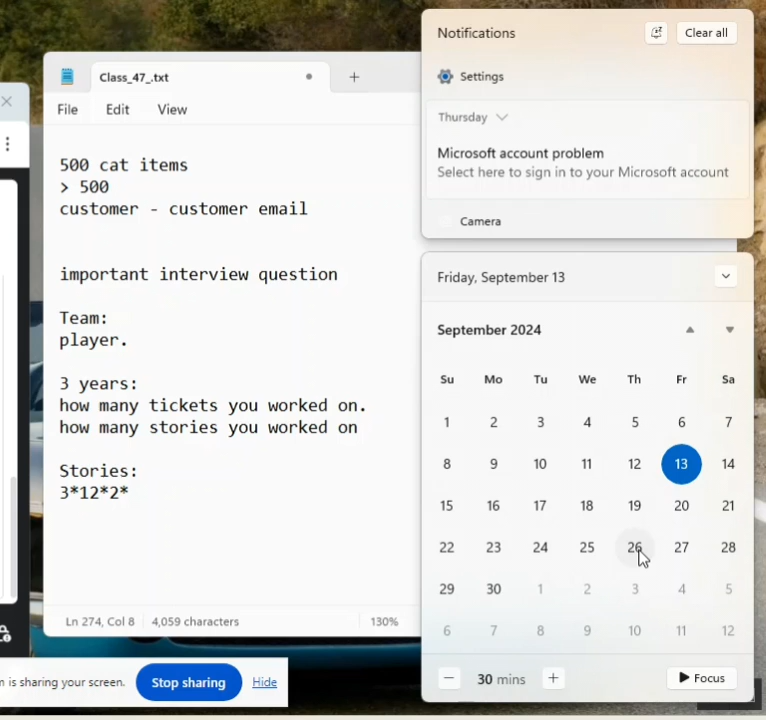 Class_47_.txt
File Edit View
500 cat items
> 500
customer - customer email
important interview question
Team:
player.
3 years:
how many tickets you worked on.
how many stories you worked on
Stories:
3*12*2*
Ln 274, Col 8 4,059 characters 130%
is sharing your screen. Stop sharing Hide
Notifications Clear all
Settings
Thursday
Microsoft account problem
Select here to sign in to your Microsoft account
Camera
Friday, September 13
September 2024
Su Mo Tu We Th Fr Sa
1 2 3 4 5 6 7
8 9 10 11 12 13 14
15 16 17 18 19 20 21
22 23 24 25 26 27 28
29 30 1 2 3 4 5
6 7 8 9 10 11 12
30 mins Focus